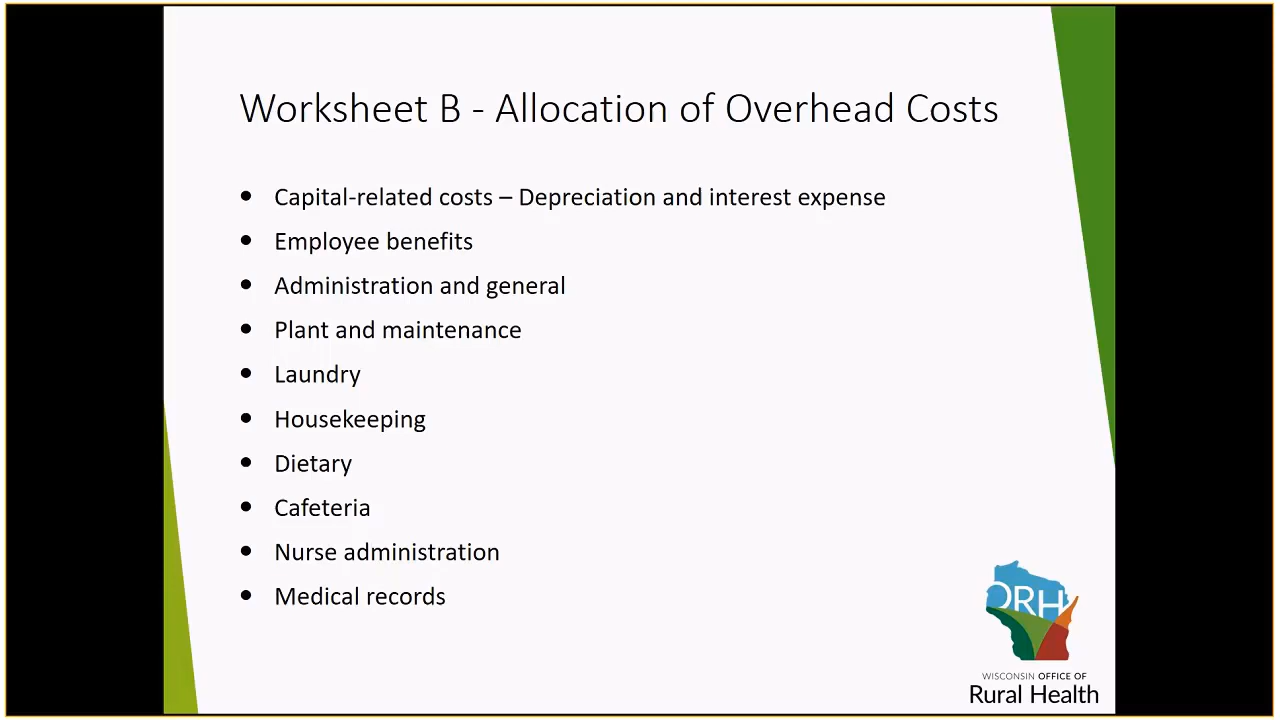 Worksheet B - Allocation of Overhead Costs
• Capital-related costs – Depreciation and interest expense
• Employee benefits
• Administration and general
• Plant and maintenance
• Laundry
• Housekeeping
• Dietary
• Cafeteria
• Nurse administration
• Medical records
ORH
WISCONSIN OFFICE OF
Rural Health